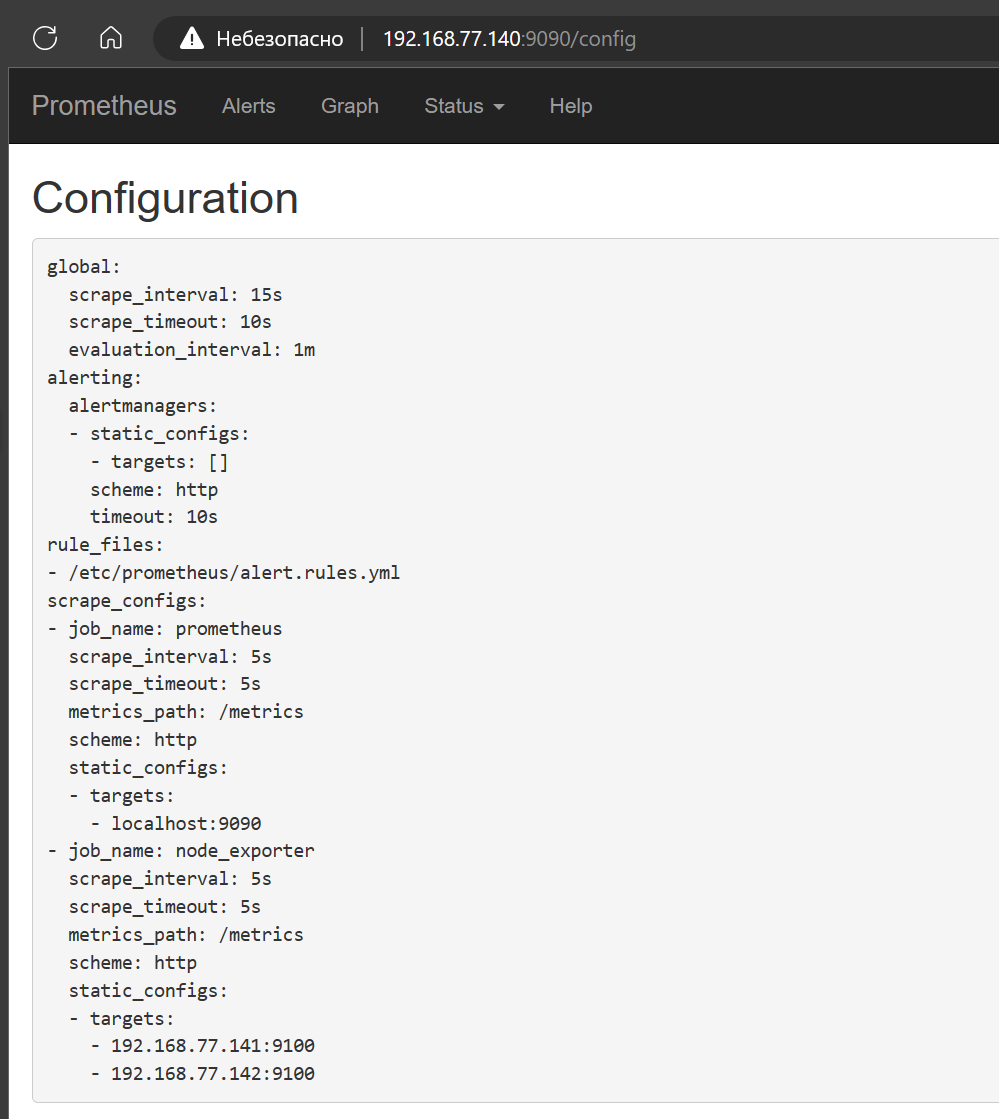 Небезопасно 192.168.77.140:9090/config
Prometheus Alerts Graph Status Help
Configuration
global:
  scrape_interval: 15s
  scrape_timeout: 10s
  evaluation_interval: 1m
alerting:
  alertmanagers:
  - static_configs:
    - targets: []
    scheme: http
    timeout: 10s
rule_files:
- /etc/prometheus/alert.rules.yml
scrape_configs:
- job_name: prometheus
  scrape_interval: 5s
  scrape_timeout: 5s
  metrics_path: /metrics
  scheme: http
  static_configs:
  - targets:
    - localhost:9090
- job_name: node_exporter
  scrape_interval: 5s
  scrape_timeout: 5s
  metrics_path: /metrics
  scheme: http
  static_configs:
  - targets:
    - 192.168.77.141:9100
    - 192.168.77.142:9100